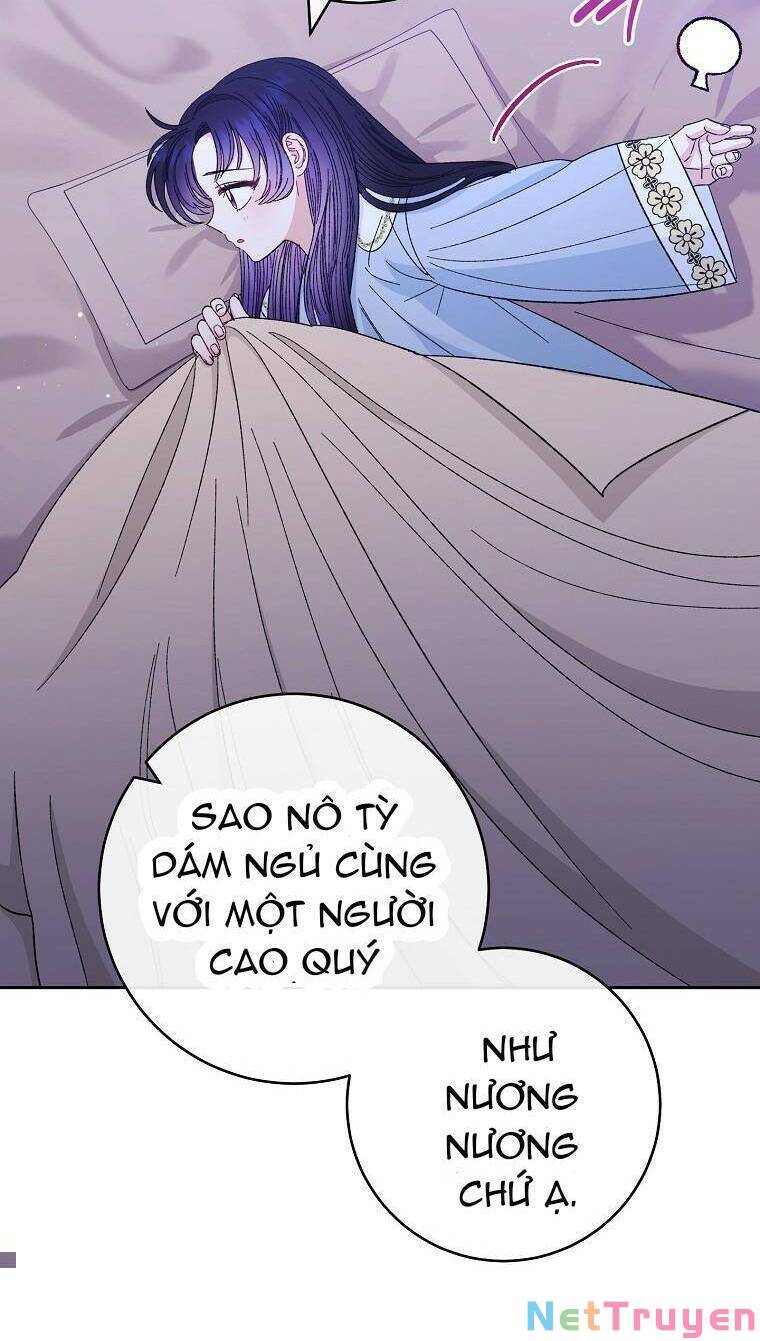 SAO NÔ TỲ
DÁM NGỦ CÙNG
VỚI MỘT NGƯỜI
CAO QUÝ
NHƯ
NƯƠNG
NƯƠNG
CHỨ Ạ.
NetTruyen